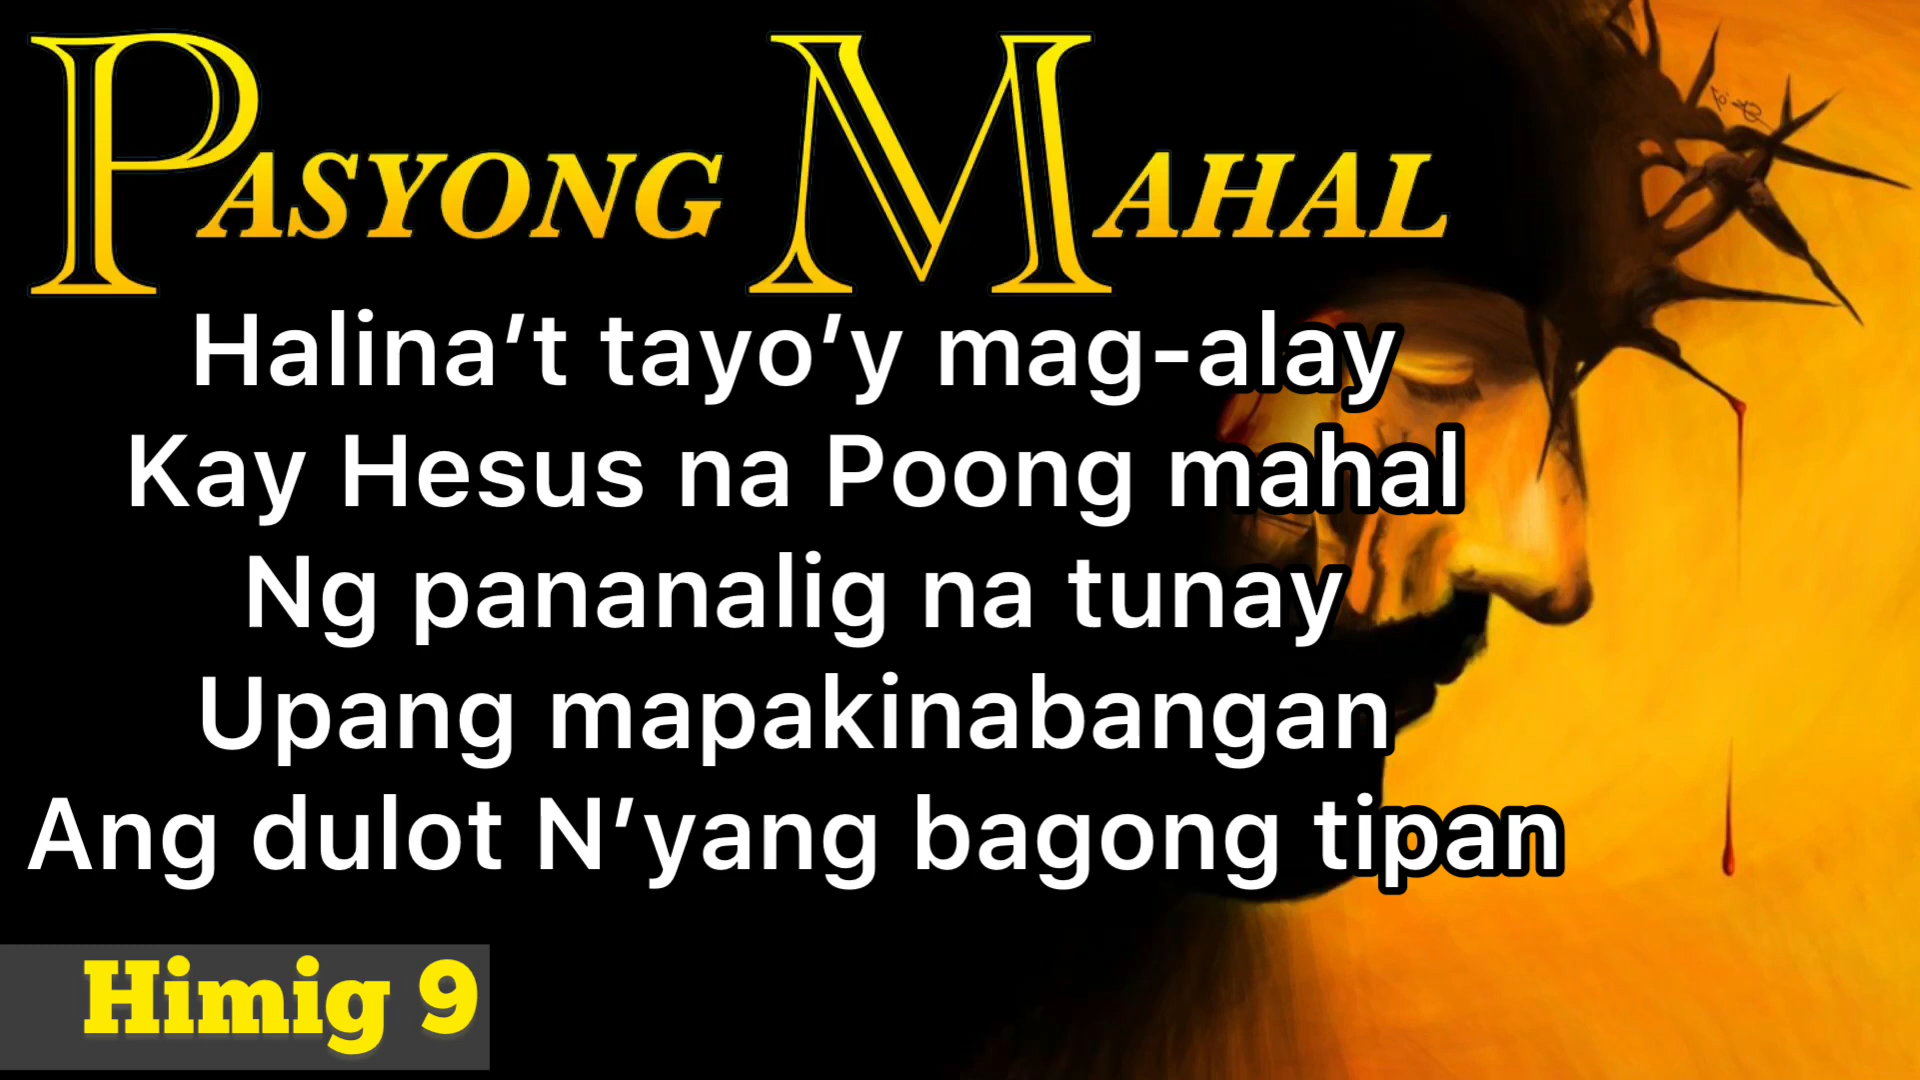 PASYONG MAHAL
Halina’t tayo’y mag-alay
Kay Hesus na Poong mahal
Ng pananalig na tunay
Upang mapakinabangan
Ang dulot N’yang bagong tipan
Himig 9